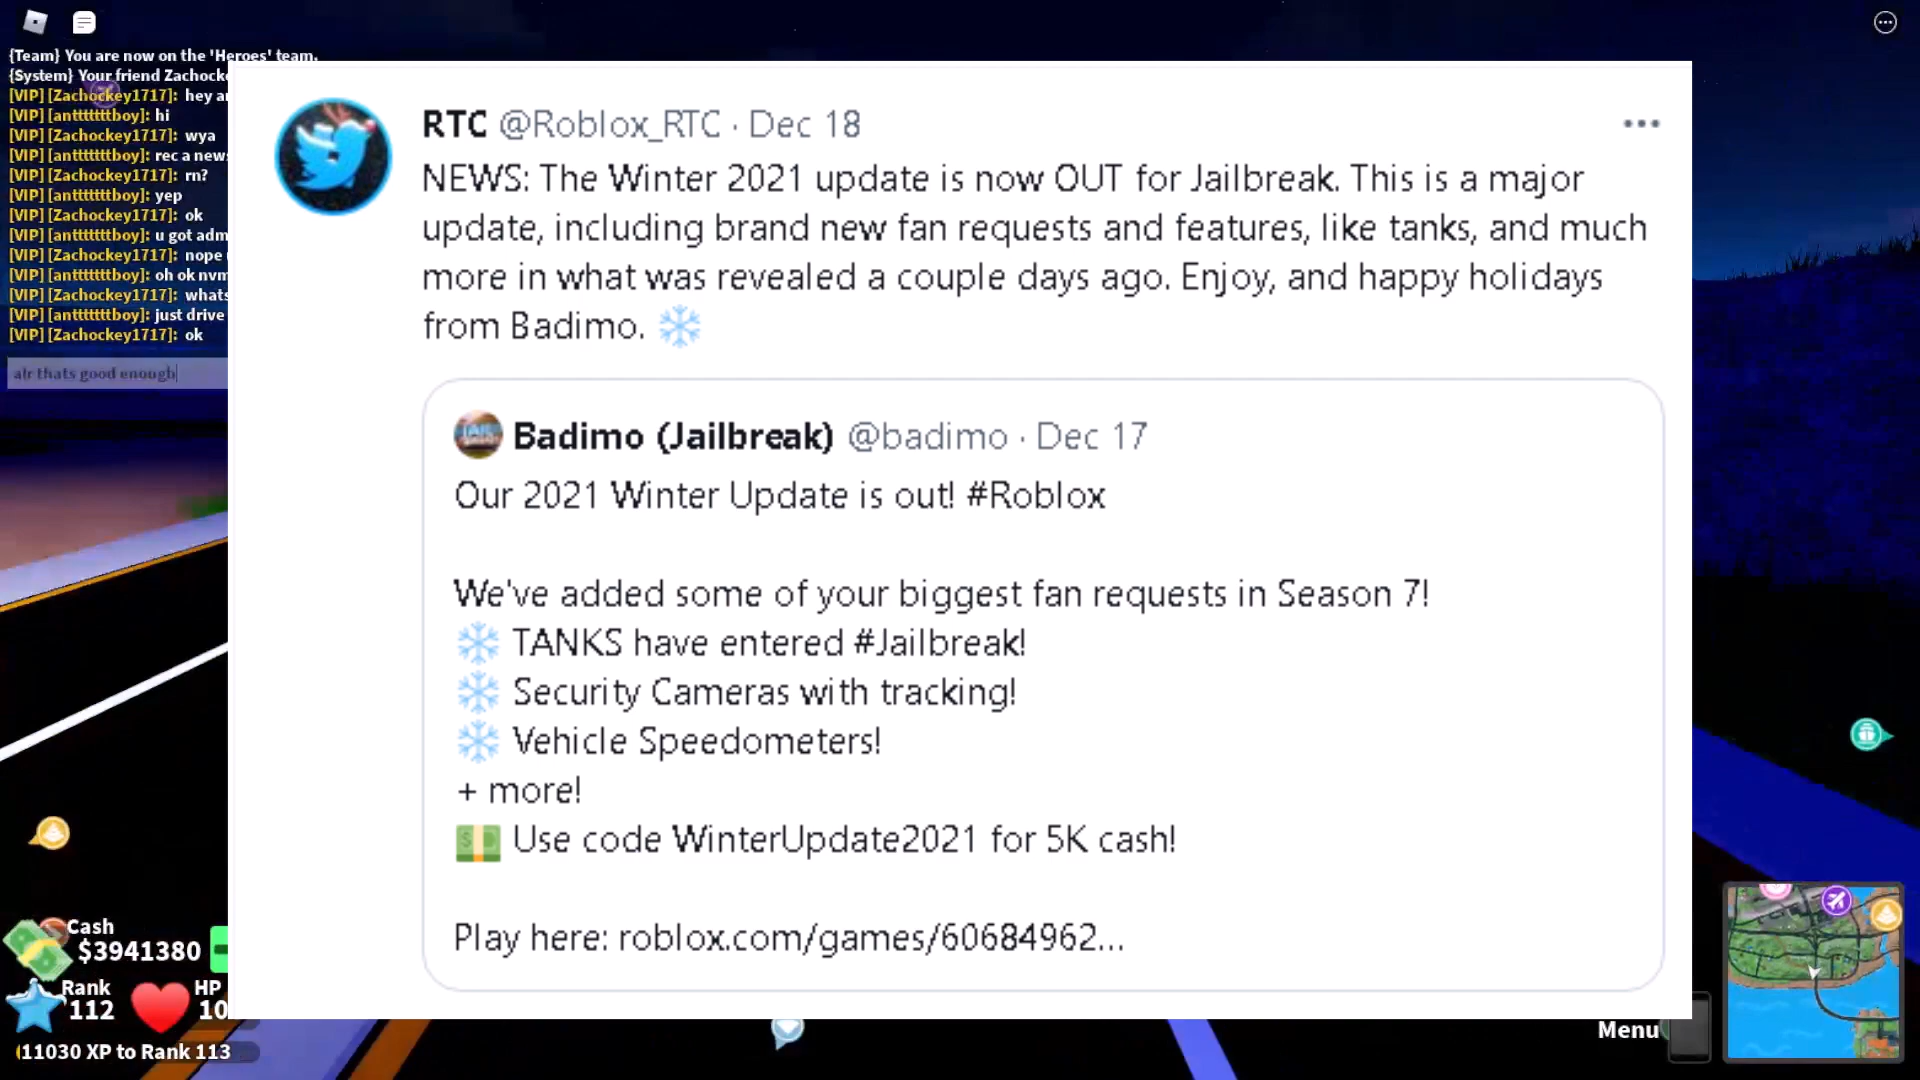 {Team} You are now on the 'Heroes' team.
{System} Your friend Zachocke
[VIP] [Zachockey1717]: hey
[VIP] [antttttttboy]: hi
[VIP] [Zachockey1717]: wya
[VIP] [antttttttboy]: rec a new
[VIP] [Zachockey1717]: rn?
[VIP] [antttttttboy]: yep
[VIP] [Zachockey1717]: ok
[VIP] [antttttttboy]: u got adm
[VIP] [Zachockey1717]: nope
[VIP] [antttttttboy]: oh ok nvm
[VIP] [Zachockey1717]: whats
[VIP] [antttttttboy]: just drive
[VIP] [Zachockey1717]: ok
alr thats good enough
RTC @Roblox_RTC · Dec 18
NEWS: The Winter 2021 update is now OUT for Jailbreak. This is a major
update, including brand new fan requests and features, like tanks, and much
more in what was revealed a couple days ago. Enjoy, and happy holidays
from Badimo. ❄️
Badimo (Jailbreak) @badimo · Dec 17
Our 2021 Winter Update is out! #Roblox
We've added some of your biggest fan requests in Season 7!
❄️ TANKS have entered #Jailbreak!
❄️ Security Cameras with tracking!
❄️ Vehicle Speedometers!
+ more!
💵 Use code WinterUpdate2021 for 5K cash!
Play here: roblox.com/games/60684962...
Cash
$3941380
Rank
112
HP
10
11030 XP to Rank 113
Menu